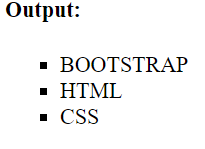 Output:
▪ BOOTSTRAP
▪ HTML
▪ CSS